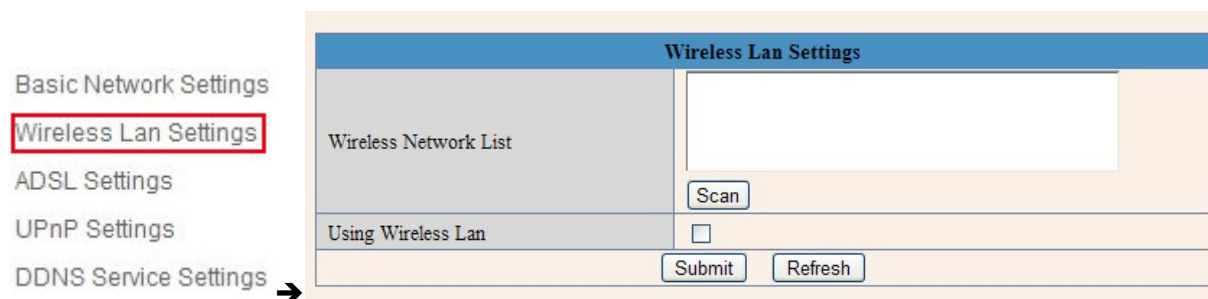 Basic Network Settings
Wireless Lan Settings
ADSL Settings
UPnP Settings
DDNS Service Settings
➔
Wireless Lan Settings
Wireless Network List
Scan
Using Wireless Lan
Submit Refresh